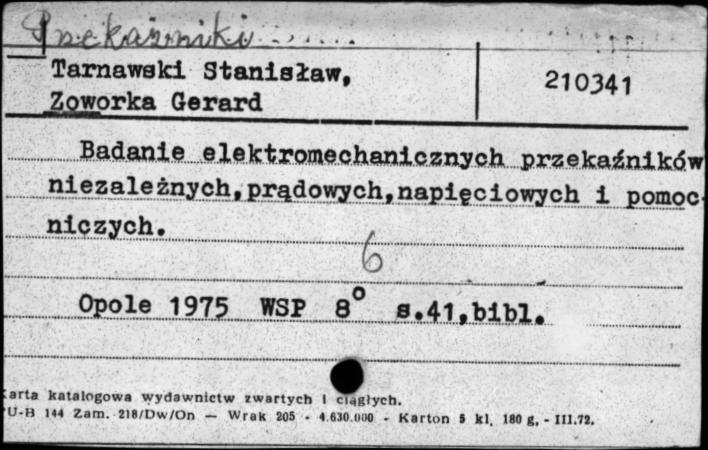 Przekaźniki
Tarnawski Stanisław,
210341
Zoworka Gerard
Badanie elektromechanicznych przekaźników
niezależnych,prądowych,napięciowych i pomoc-
niczych.
6
Opole 1975 WSP 8° s.41,bibl.
Karta katalogowa wydawnictw zwartych i ciągłych.
PU-B 144 Zam. 218/Dw/On — Wrak 205 - 4.630.000 - Karton 5 kl. 180 g. - III.72.